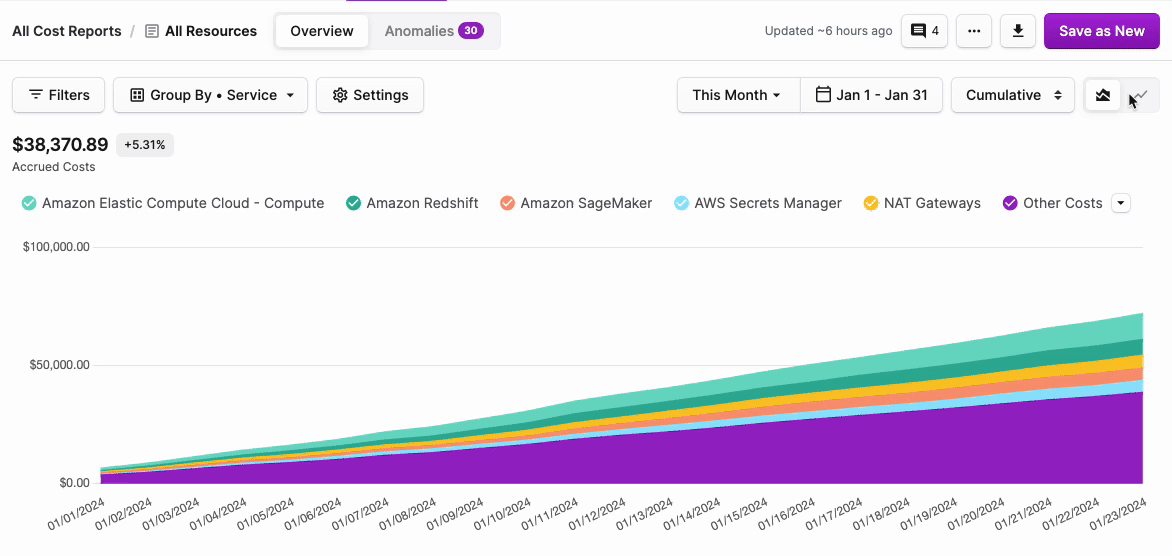 All Cost Reports / All Resources Overview Anomalies 30 Updated ~6 hours ago 4 ... Save as New
Filters Group By • Service Settings This Month Jan 1 - Jan 31 Cumulative
$38,370.89 +5.31%
Accrued Costs
Amazon Elastic Compute Cloud - Compute Amazon Redshift Amazon SageMaker AWS Secrets Manager NAT Gateways Other Costs
$100,000.00
$50,000.00
$0.00
01/01/2024 01/02/2024 01/03/2024 01/04/2024 01/05/2024 01/06/2024 01/07/2024 01/08/2024 01/09/2024 01/10/2024 01/11/2024 01/12/2024 01/13/2024 01/14/2024 01/15/2024 01/16/2024 01/17/2024 01/18/2024 01/19/2024 01/20/2024 01/21/2024 01/22/2024 01/23/2024